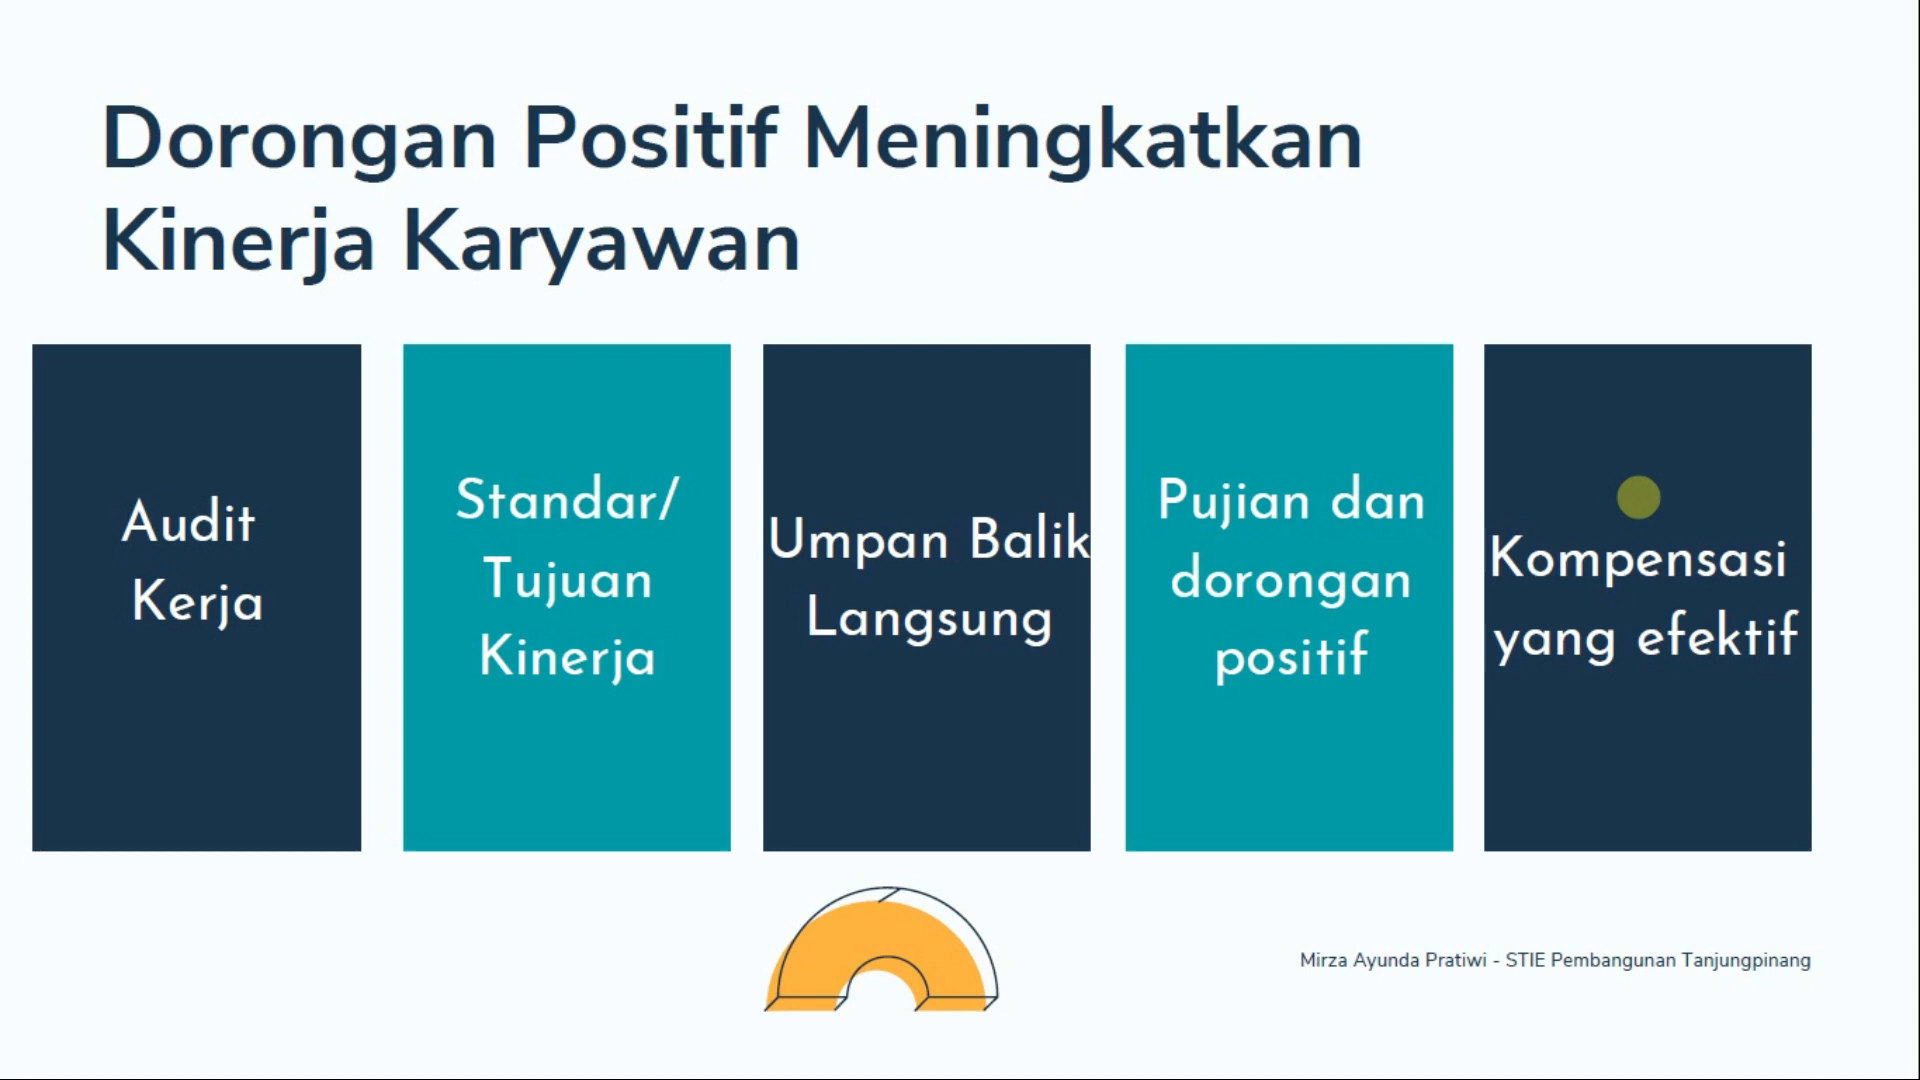 Dorongan Positif Meningkatkan
Kinerja Karyawan
Audit
Kerja
Standar/
Tujuan
Kinerja
Umpan Balik
Langsung
Pujian dan
dorongan
positif
Kompensasi
yang efektif
Mirza Ayunda Pratiwi - STIE Pembangunan Tanjungpinang